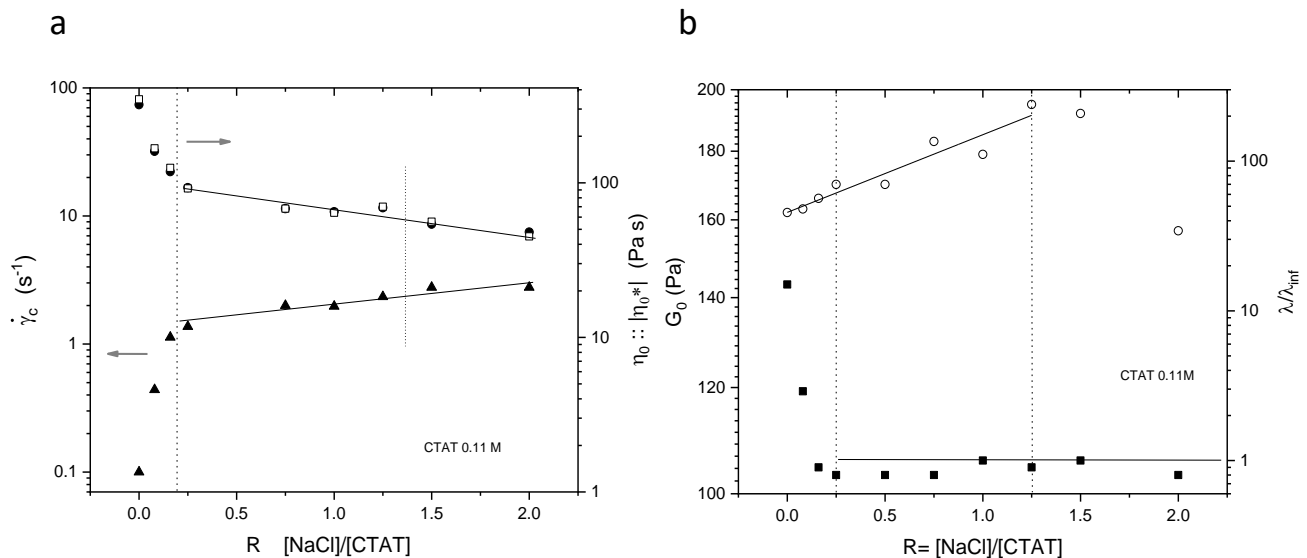 a
100
10
1
0.1
γ̇c (s-1)
100
10
1
η0 :: |η0*| (Pa s)
CTAT 0.11 M
0.0 0.5 1.0 1.5 2.0
R [NaCl]/[CTAT]
b
200
180
160
140
120
100
G0 (Pa)
100
10
1
λ/λinf
CTAT 0.11M
0.0 0.5 1.0 1.5 2.0
R= [NaCl]/[CTAT]